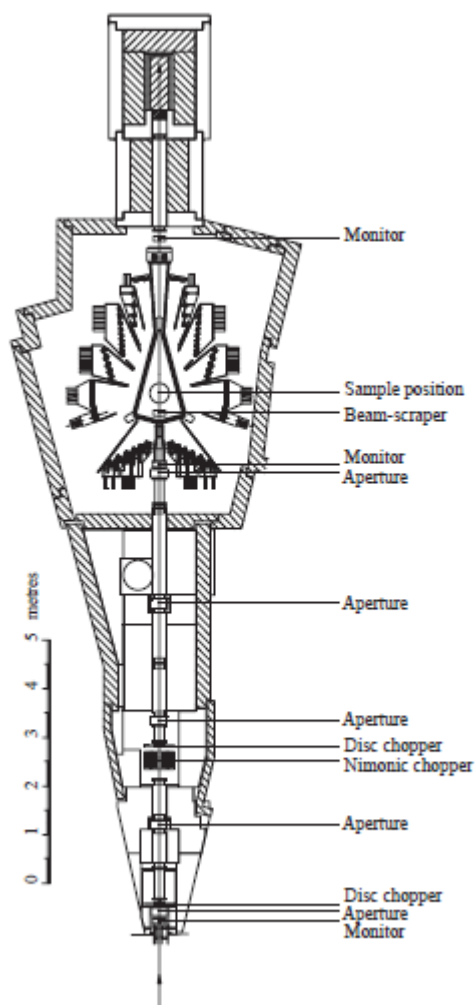 Monitor
Sample position
Beam-scraper
Monitor
Aperture
Aperture
Aperture
Disc chopper
Nimonic chopper
Aperture
Disc chopper
Aperture
Monitor
metres
5
4
3
2
1
0